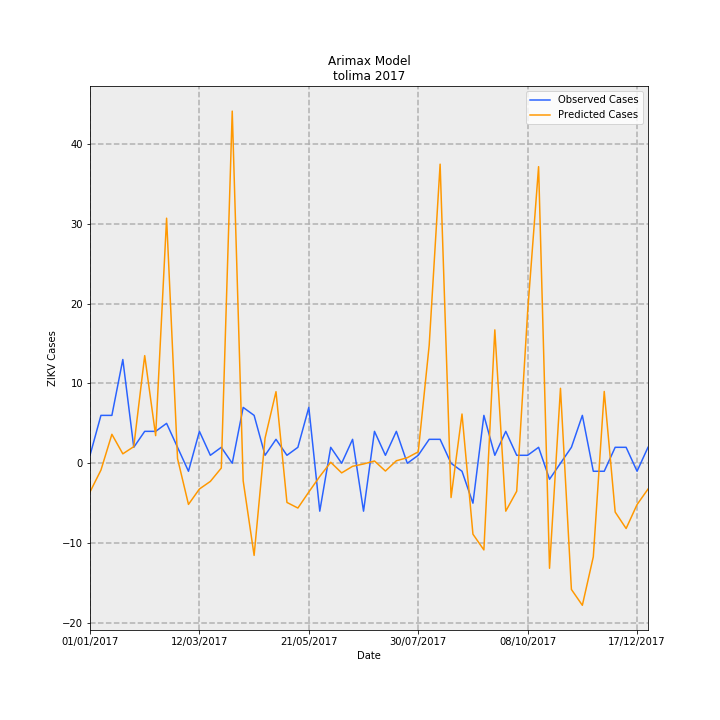 Arimax Model
tolima 2017
Observed Cases
Predicted Cases
ZIKV Cases
40
30
20
10
0
−10
−20
01/01/2017
12/03/2017
21/05/2017
30/07/2017
08/10/2017
17/12/2017
Date